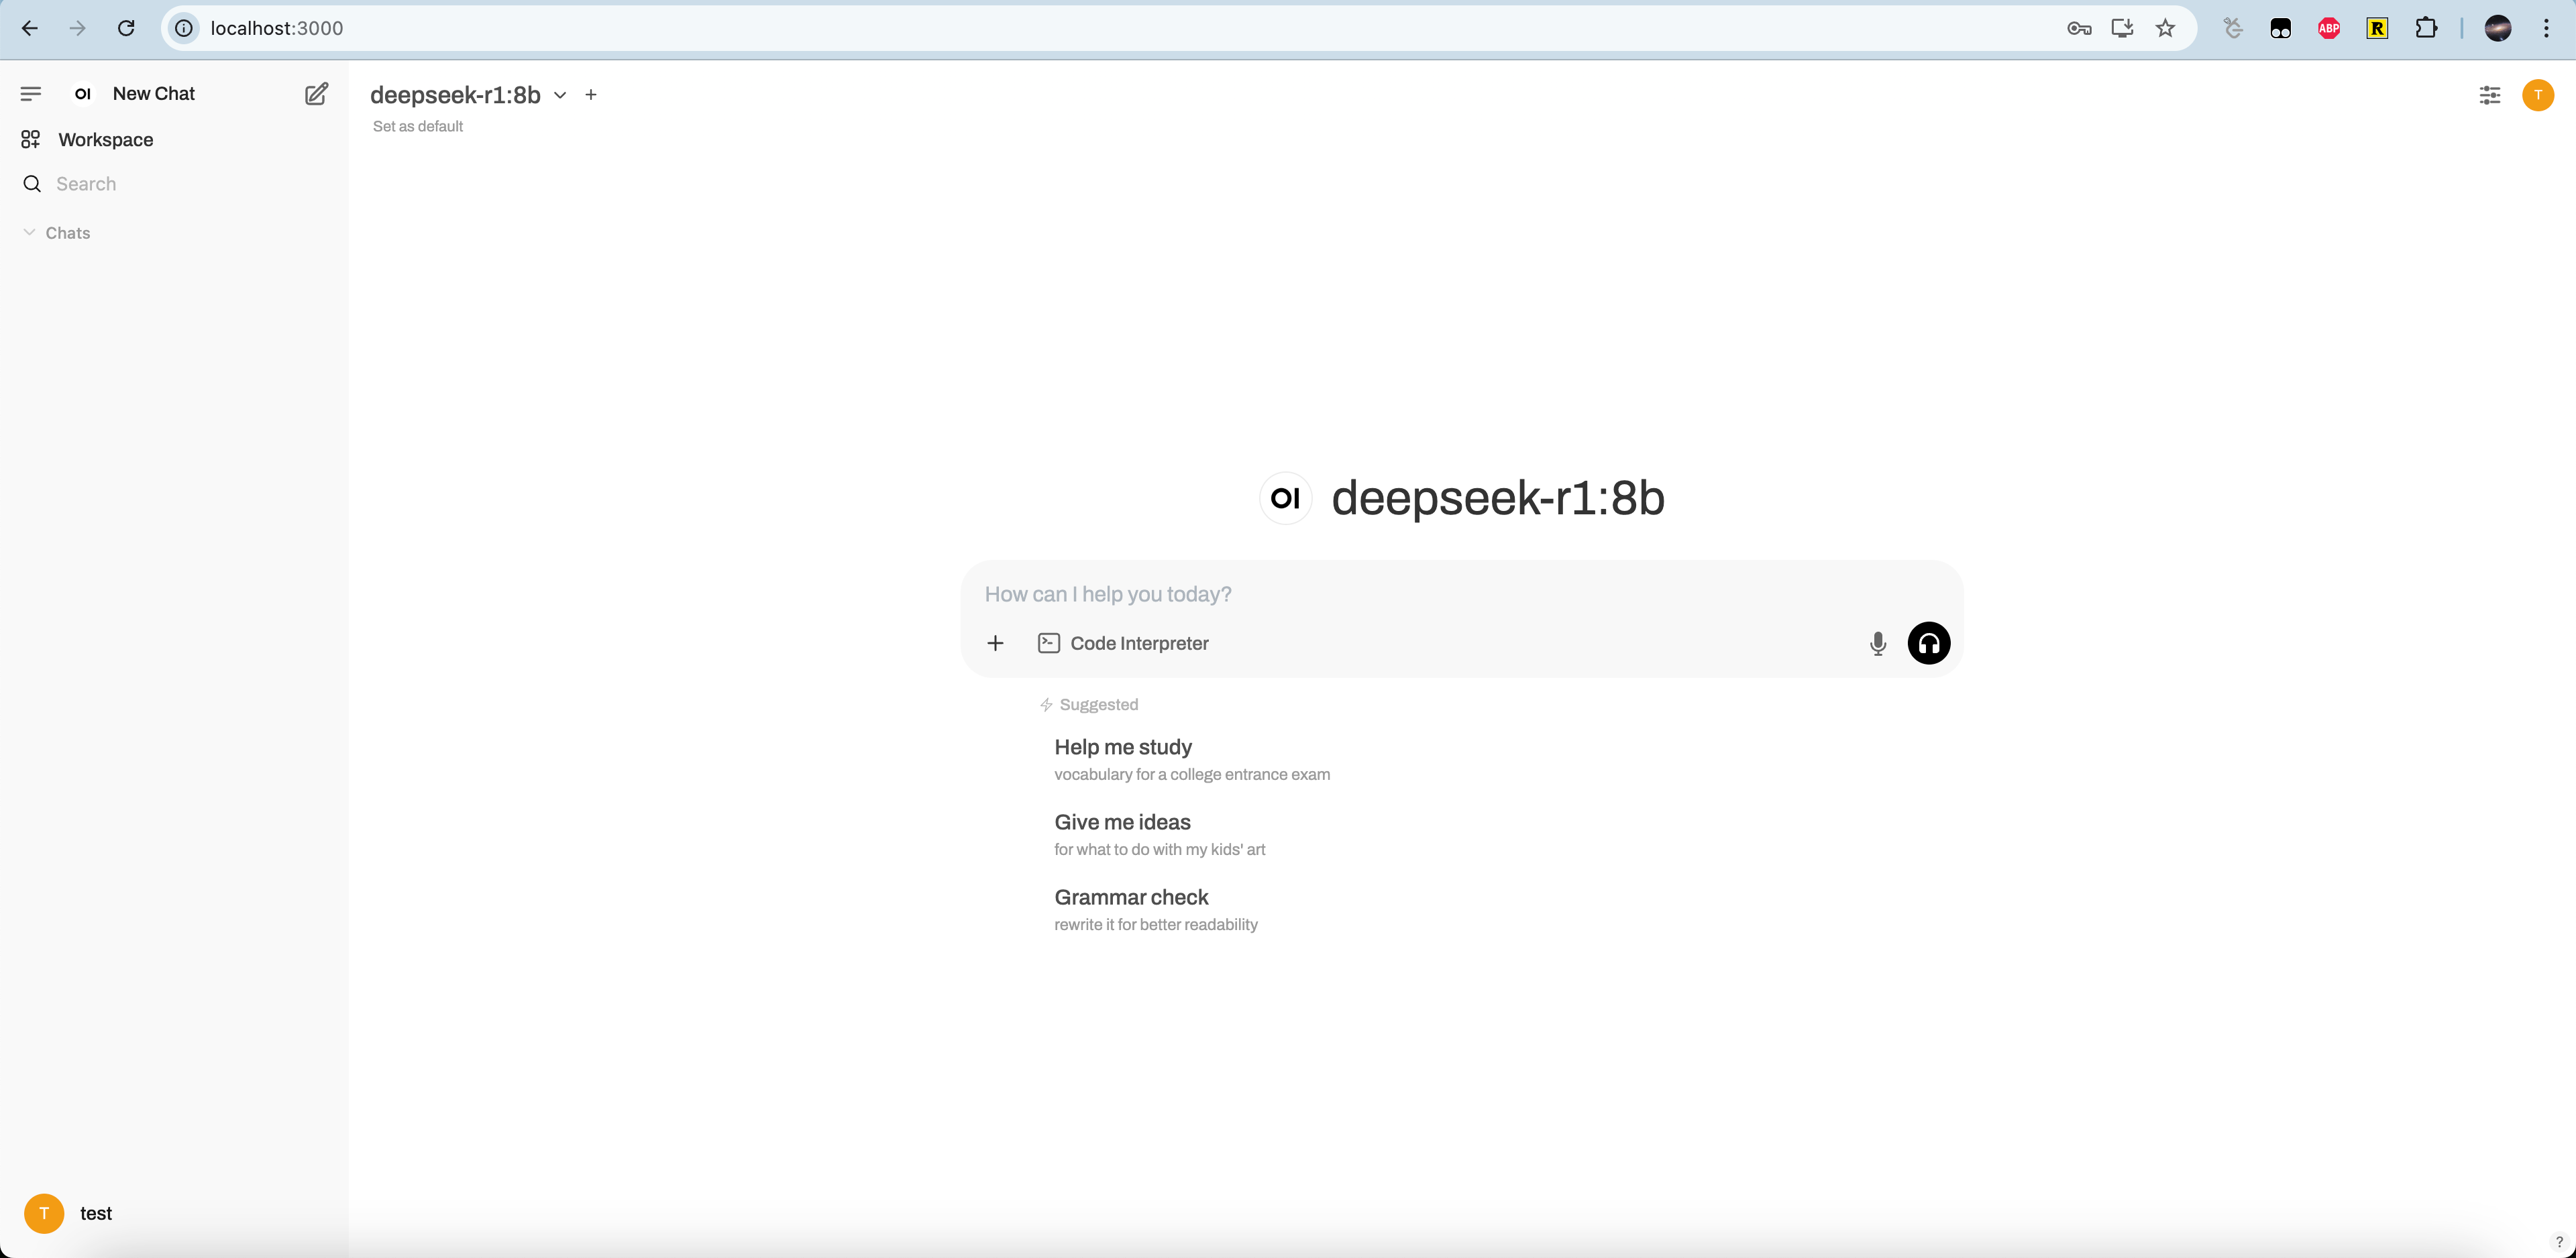 localhost:3000
ABP
R
OI New Chat
Workspace
Search
Chats
deepseek-r1:8b
Set as default
T
OI deepseek-r1:8b
How can I help you today?
Code Interpreter
Suggested
Help me study
vocabulary for a college entrance exam
Give me ideas
for what to do with my kids' art
Grammar check
rewrite it for better readability
T test
?